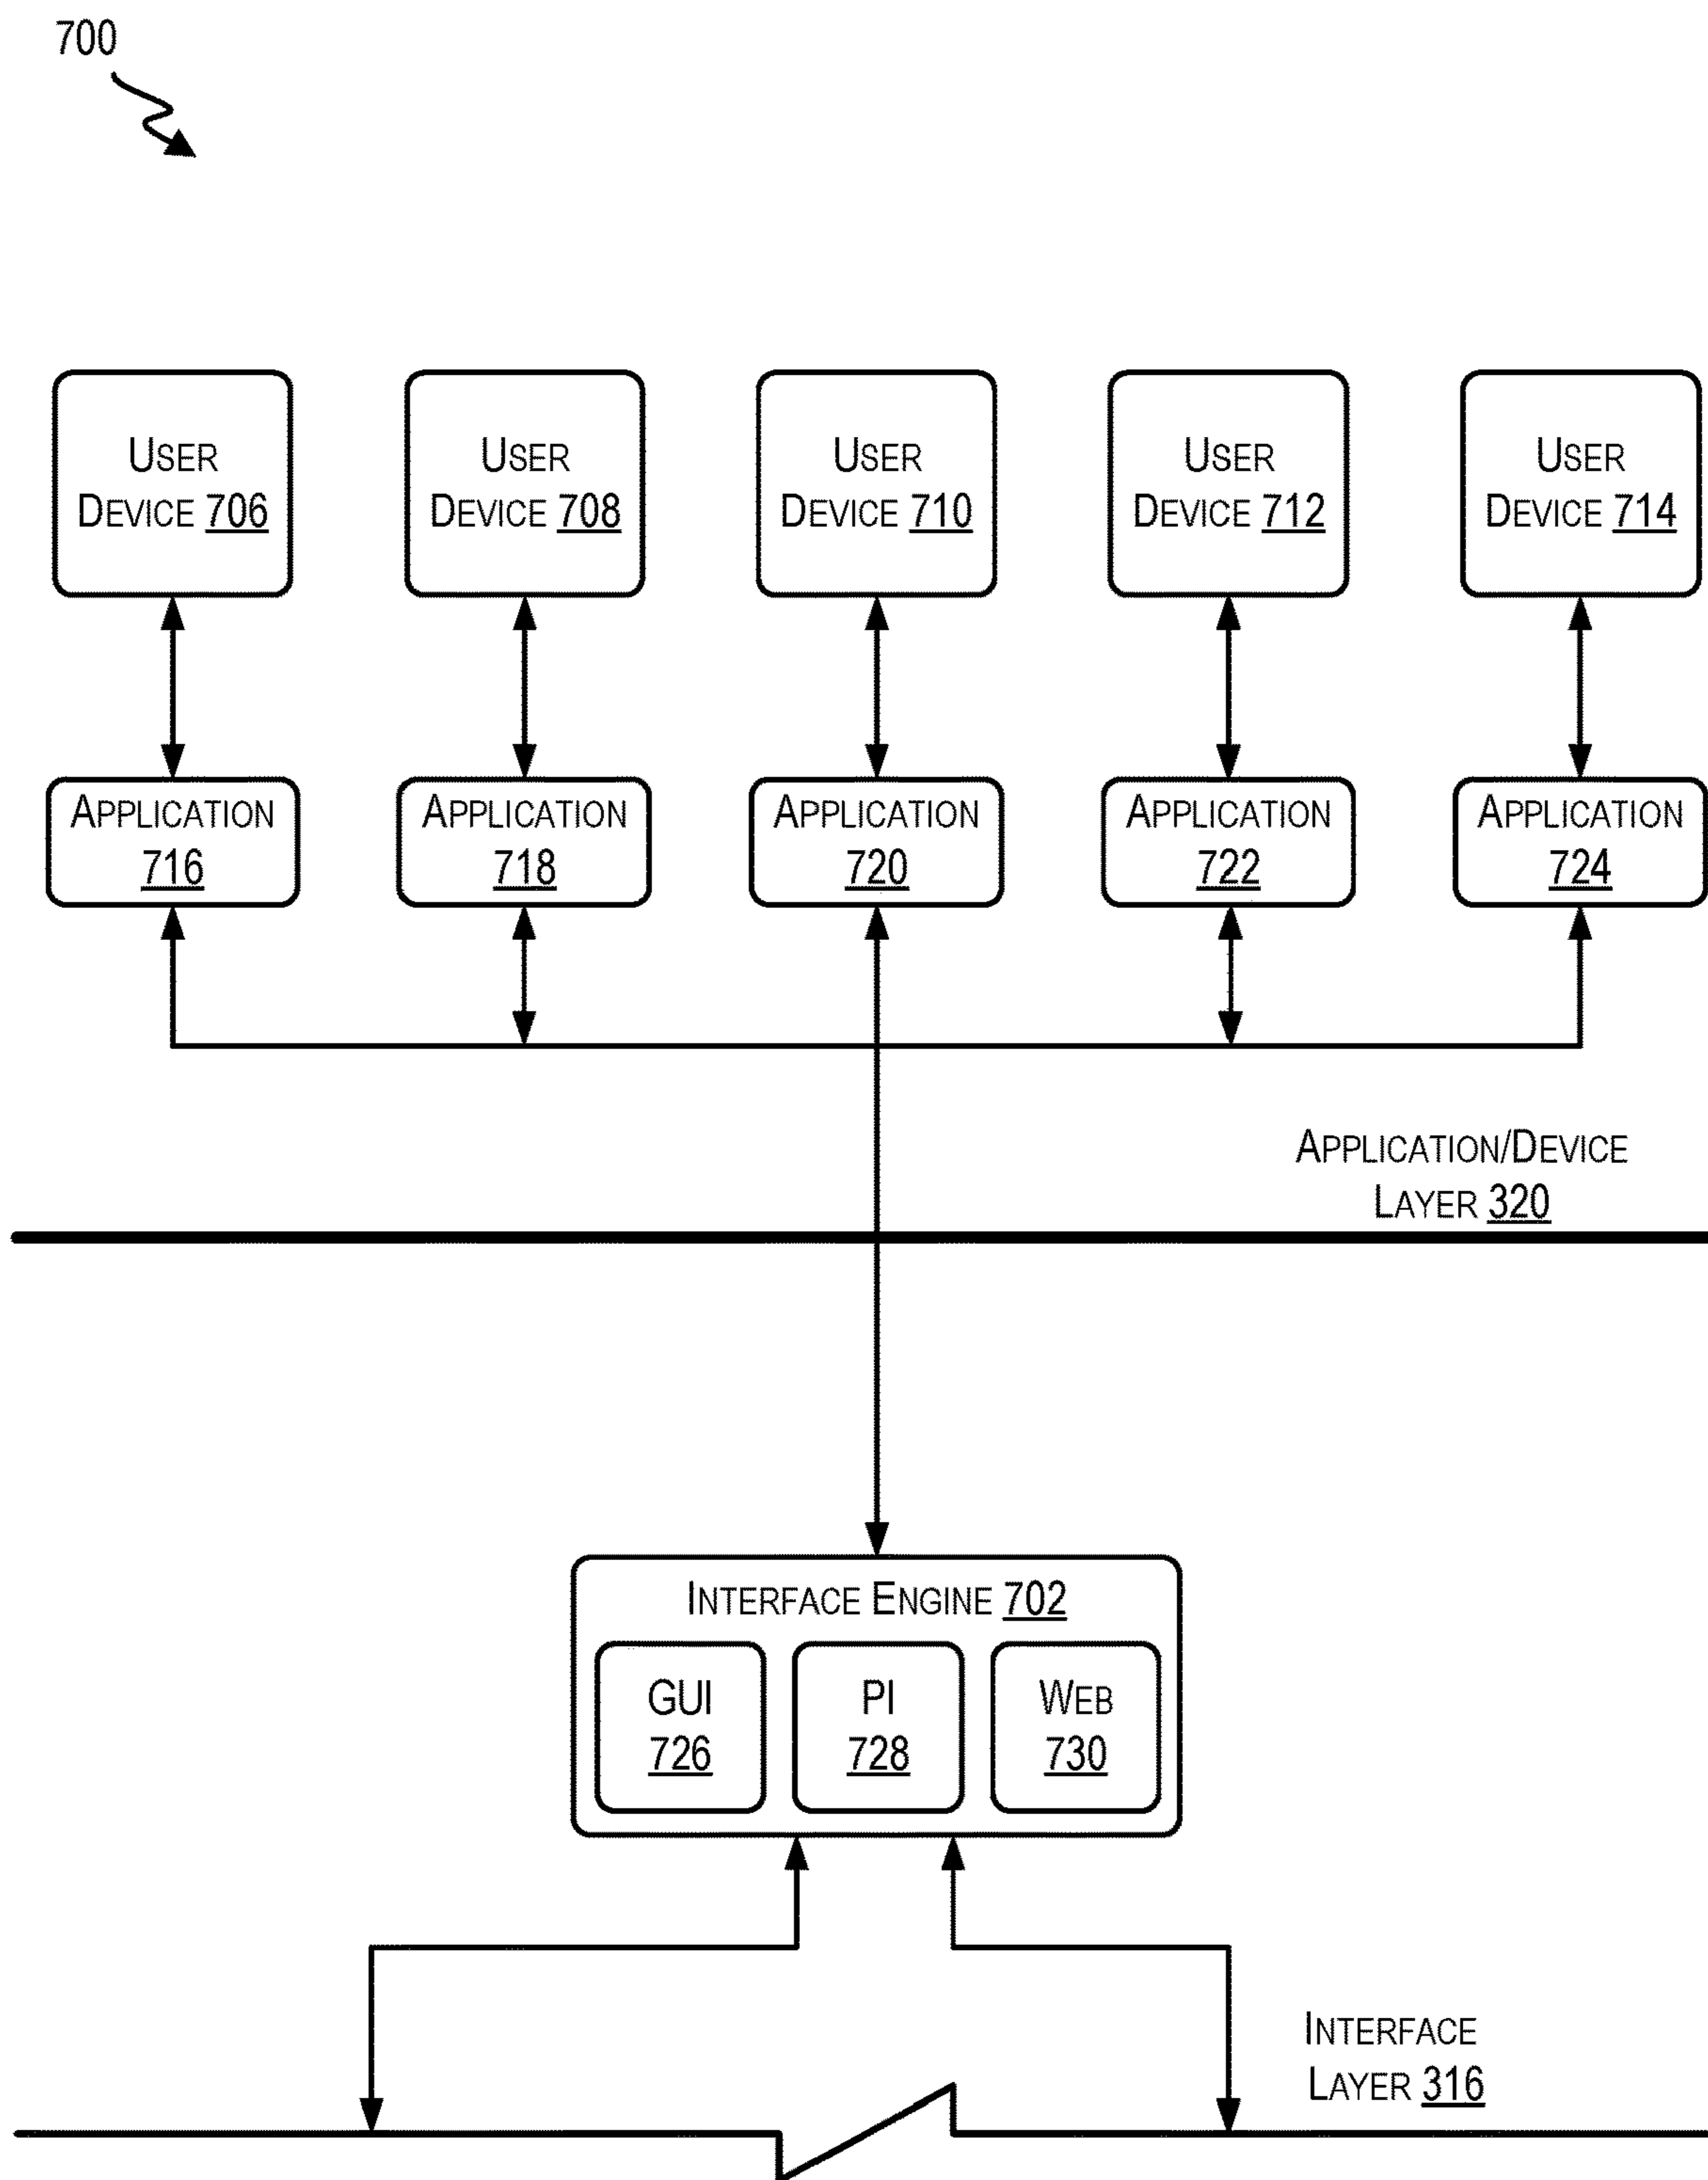 700
USER USER USER USER USER
DEVICE 706 DEVICE 708 DEVICE 710 DEVICE 712 DEVICE 714
APPLICATION APPLICATION APPLICATION APPLICATION APPLICATION
716 718 720 722 724
APPLICATION/DEVICE
LAYER 320
INTERFACE ENGINE 702
GUI PI WEB
726 728 730
INTERFACE
LAYER 316